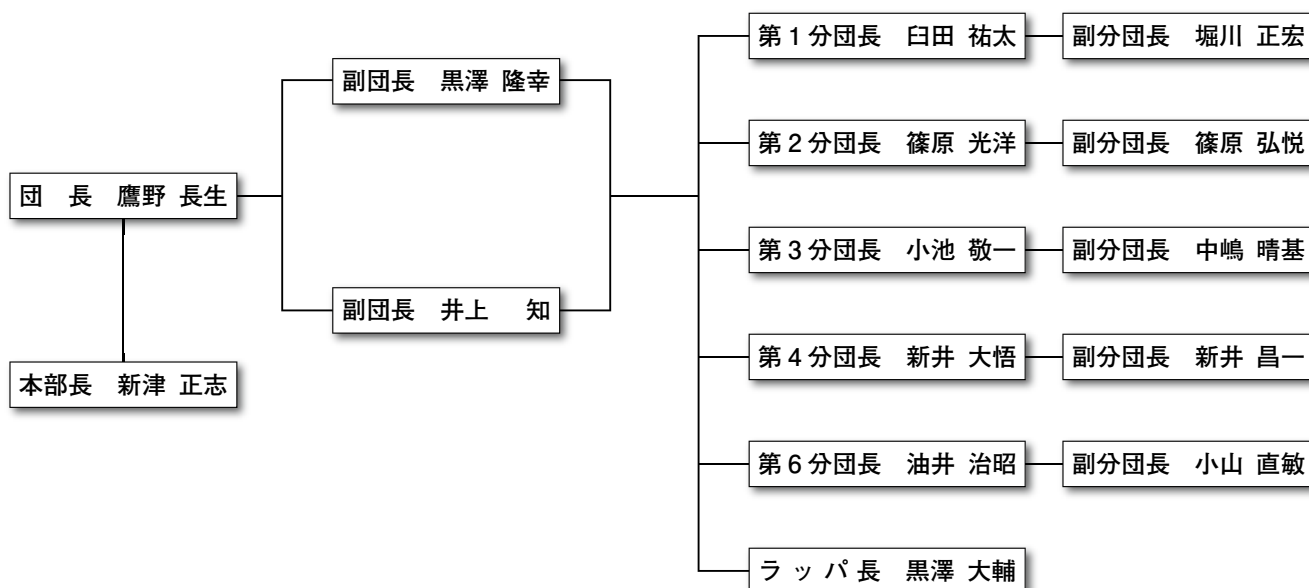 団　長　鷹野 長生
本部長　新津 正志
副団長　黒澤 隆幸
副団長　井上　知
第1分団長　臼田 祐太
副分団長　堀川 正宏
第2分団長　篠原 光洋
副分団長　篠原 弘悦
第3分団長　小池 敬一
副分団長　中嶋 晴基
第4分団長　新井 大悟
副分団長　新井 昌一
第6分団長　油井 治昭
副分団長　小山 直敏
ラッパ長　黒澤 大輔